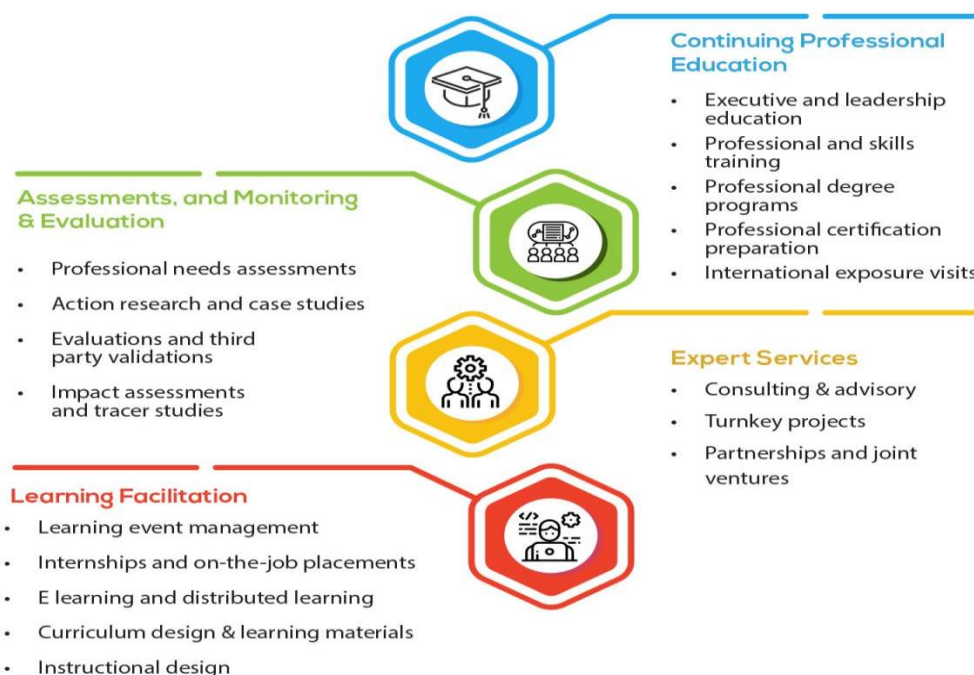 Continuing Professional
Education
• Executive and leadership
education
• Professional and skills
training
• Professional degree
programs
• Professional certification
preparation
• International exposure visits
Assessments, and Monitoring
& Evaluation
• Professional needs assessments
• Action research and case studies
• Evaluations and third
party validations
• Impact assessments
and tracer studies
Expert Services
• Consulting & advisory
• Turnkey projects
• Partnerships and joint
ventures
Learning Facilitation
• Learning event management
• Internships and on-the-job placements
• E learning and distributed learning
• Curriculum design & learning materials
• Instructional design